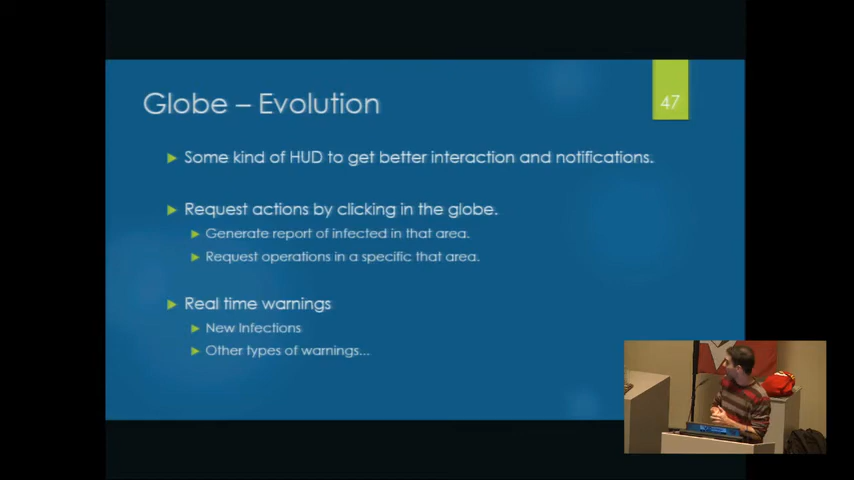 Globe – Evolution
47
Some kind of HUD to get better interaction and notifications.
Request actions by clicking in the globe.
Generate report of infected in that area.
Request operations in a specific that area.
Real time warnings
New Infections
Other types of warnings...